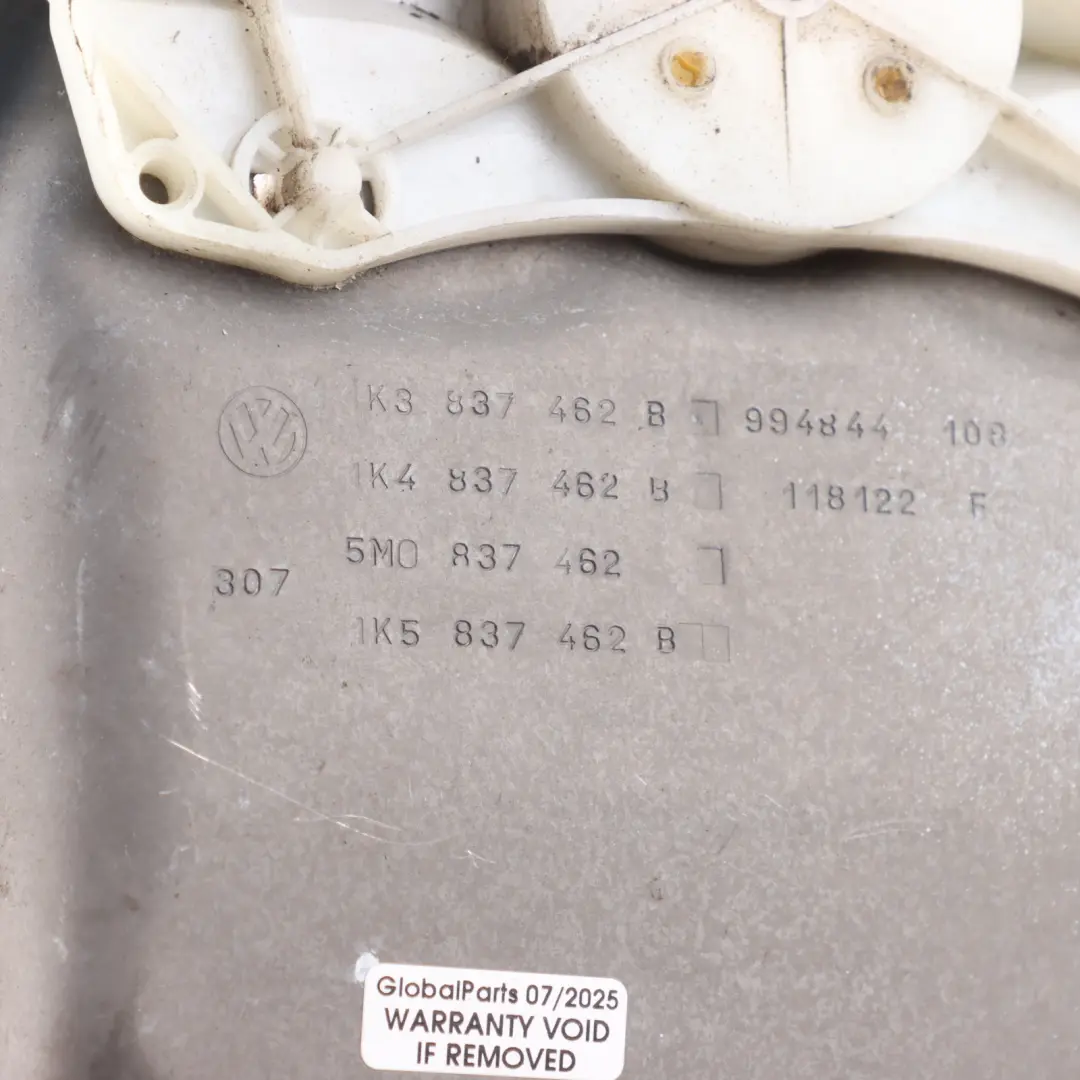 1K3 837 462 B 994844 108
1K4 837 462 B 118122 F
5M0 837 462
307
1K5 837 462 B
GlobalParts 07/2025
WARRANTY VOID
IF REMOVED